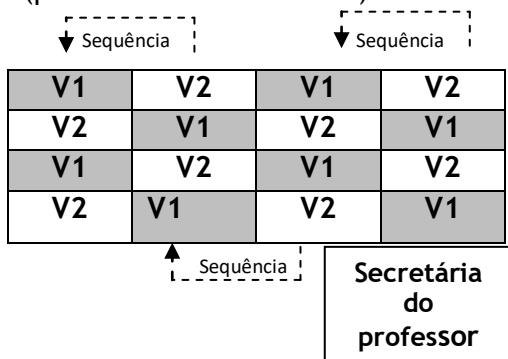 Sequência Sequência
V1 V2 V1 V2
V2 V1 V2 V1
V1 V2 V1 V2
V2 V1 V2 V1
Sequência
Secretária
do
professor